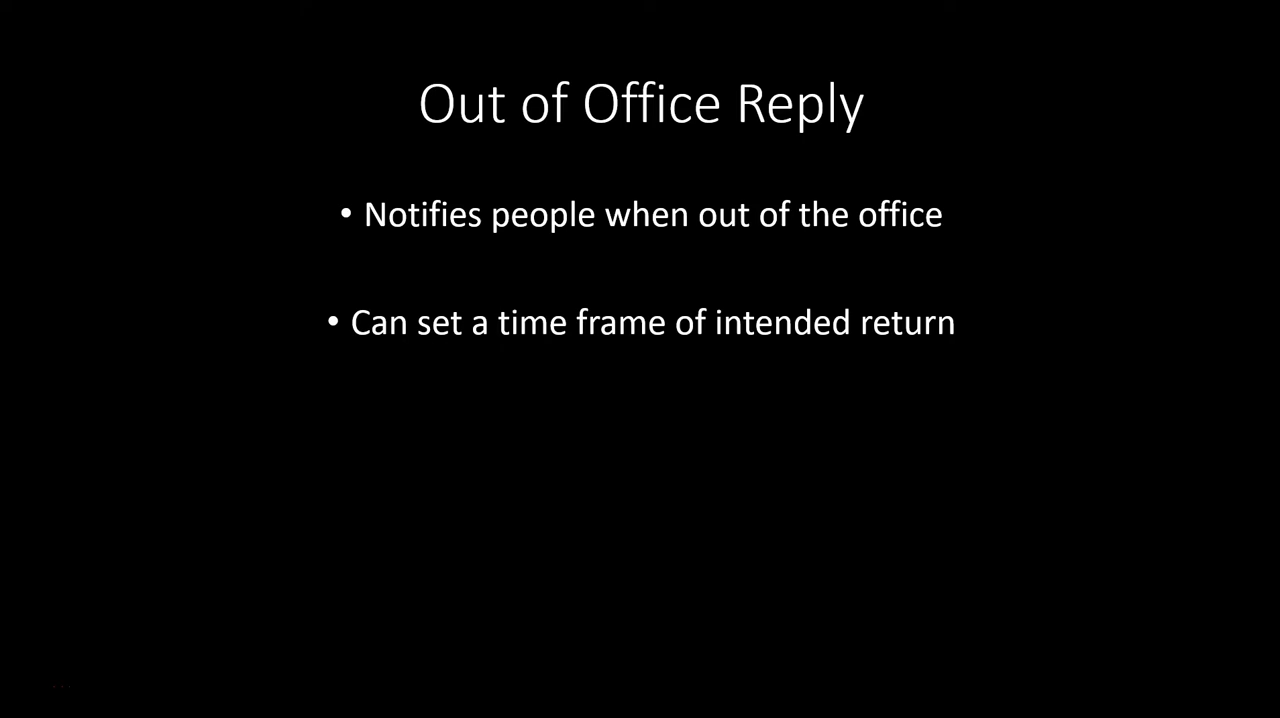 Out of Office Reply
• Notifies people when out of the office
• Can set a time frame of intended return